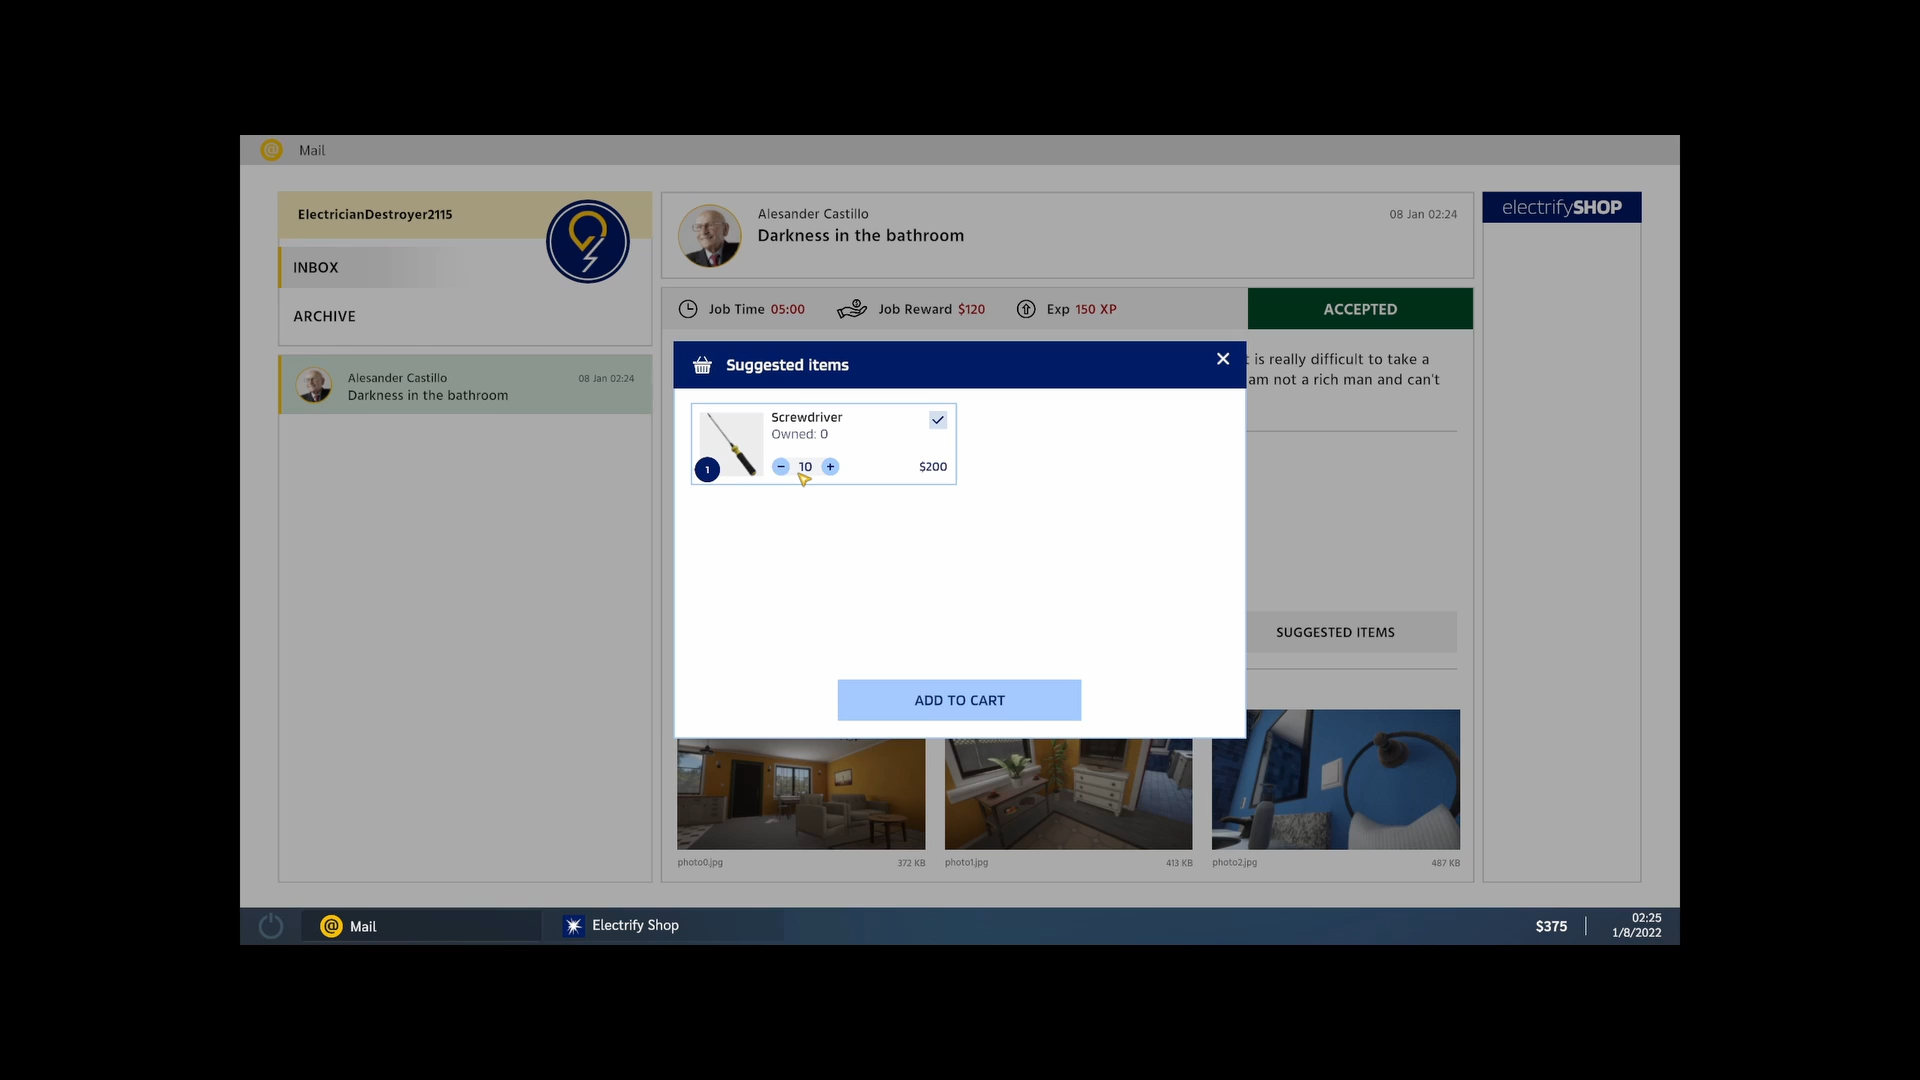 @ Mail
ElectricianDestroyer2115
INBOX
ARCHIVE
Alesander Castillo
08 Jan 02:24
Darkness in the bathroom
Alesander Castillo
08 Jan 02:24
Darkness in the bathroom
Job Time 05:00
Job Reward $120
Exp 150 XP
ACCEPTED
is really difficult to take a
am not a rich man and can't
Suggested items
Screwdriver
Owned: 0
1
− 10 +
$200
ADD TO CART
SUGGESTED ITEMS
photo0.jpg
372 KB
photo1.jpg
413 KB
photo2.jpg
487 KB
electrifySHOP
@ Mail
Electrify Shop
$375
02:25
1/8/2022